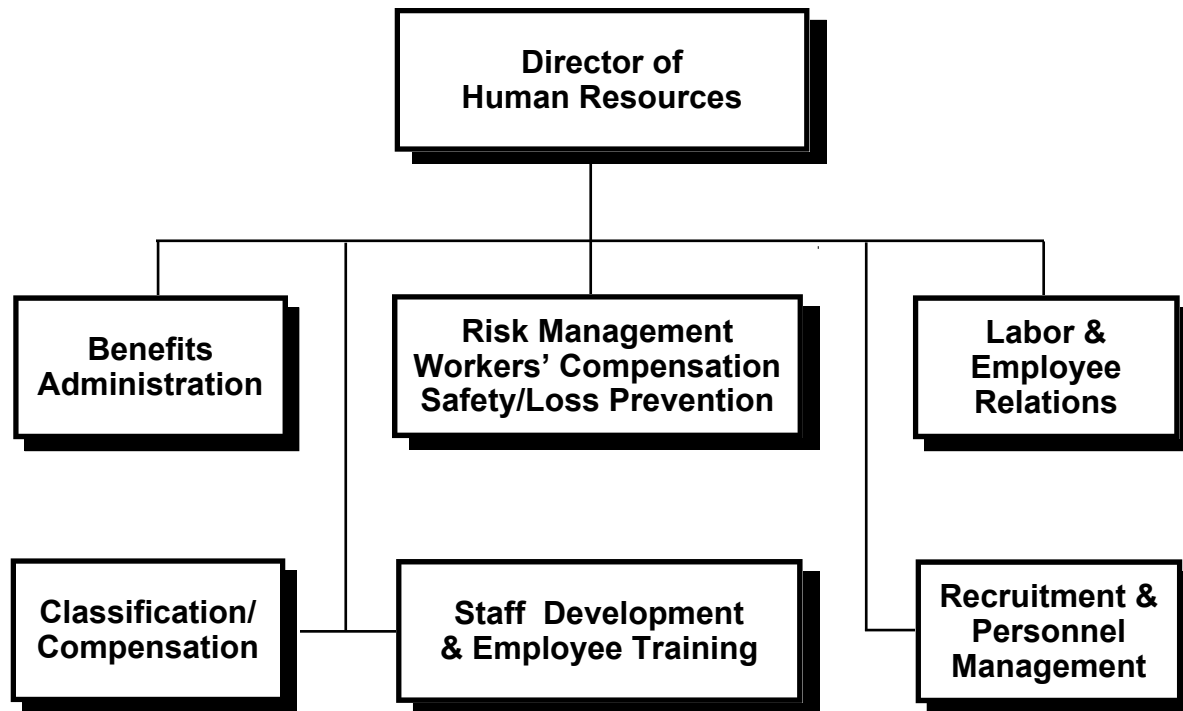 Director of
Human Resources
Benefits
Administration
Risk Management
Workers’ Compensation
Safety/Loss Prevention
Labor &
Employee
Relations
Classification/
Compensation
Staff  Development
& Employee Training
Recruitment &
Personnel
Management